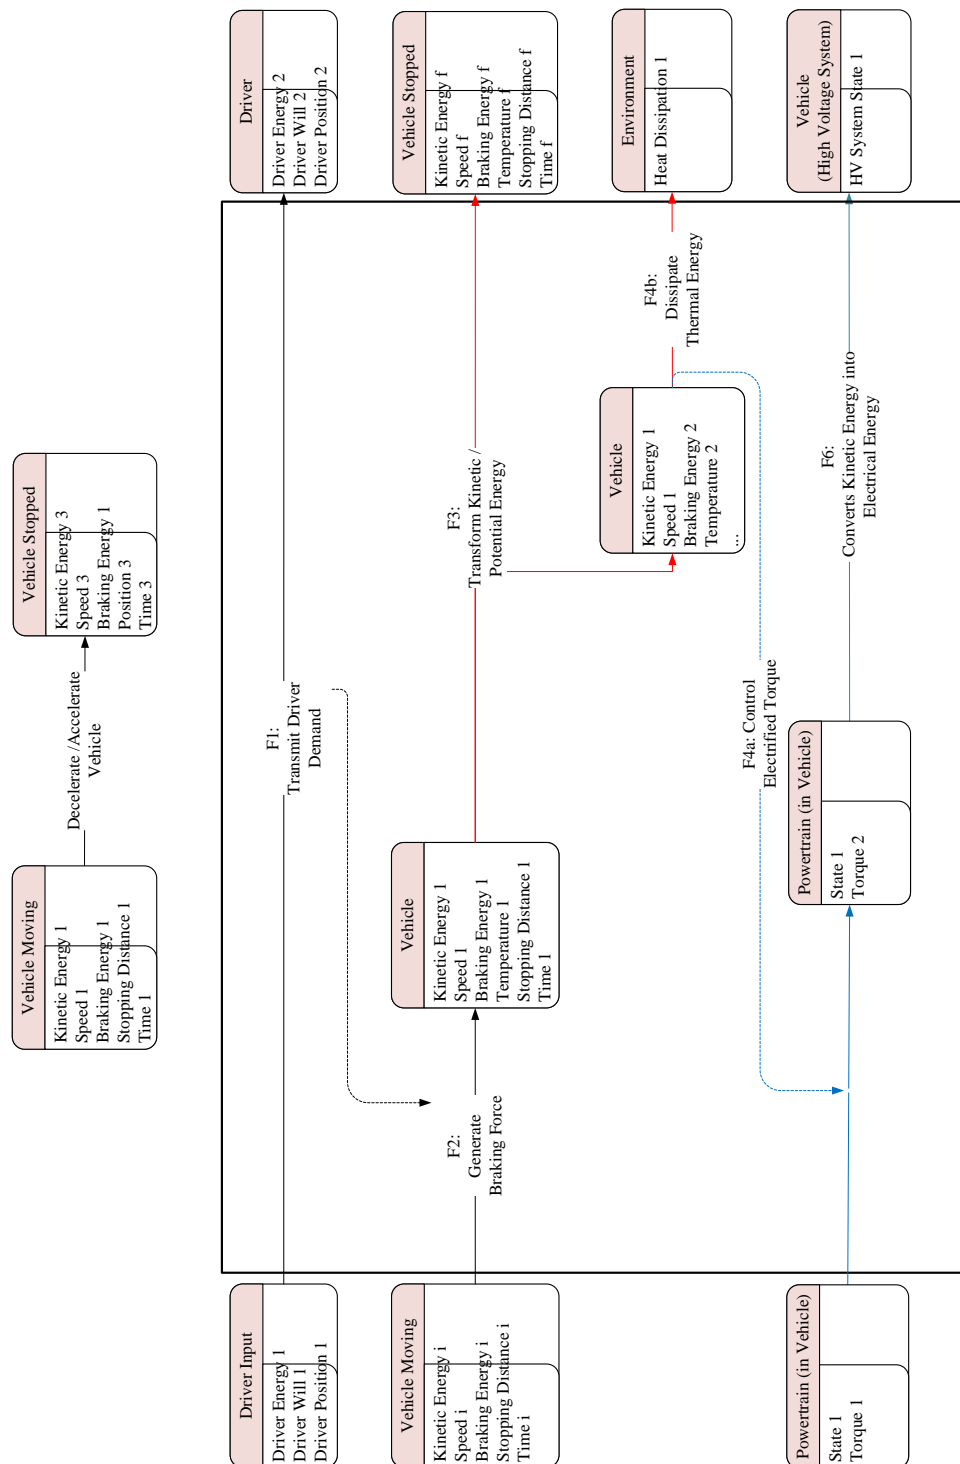 Vehicle Moving
Kinetic Energy 1
Speed 1
Braking Energy 1
Stopping Distance 1
Time 1
Decelerate /Accelerate
Vehicle
Vehicle Stopped
Kinetic Energy 3
Speed 3
Braking Energy 1
Position 3
Time 3
Driver Input
Driver Energy 1
Driver Will 1
Driver Position 1
F1:
Transmit Driver
Demand
Driver
Driver Energy 2
Driver Will 2
Driver Position 2
Vehicle Moving
Kinetic Energy i
Speed i
Braking Energy i
Stopping Distance i
Time i
F2:
Generate
Braking Force
Vehicle
Kinetic Energy 1
Speed 1
Braking Energy 1
Temperature 1
Stopping Distance 1
Time 1
F3:
Transform Kinetic /
Potential Energy
Vehicle Stopped
Kinetic Energy f
Speed f
Braking Energy f
Temperature f
Stopping Distance f
Time f
Vehicle
Kinetic Energy 1
Speed 1
Braking Energy 2
Temperature 2
...
F4b:
Dissipate
Thermal Energy
Environment
Heat Dissipation 1
F4a: Control
Electrified Torque
Powertrain (in Vehicle)
State 1
Torque 1
Powertrain (in Vehicle)
State 1
Torque 2
F6:
Converts Kinetic Energy into
Electrical Energy
Vehicle
(High Voltage System)
HV System State 1